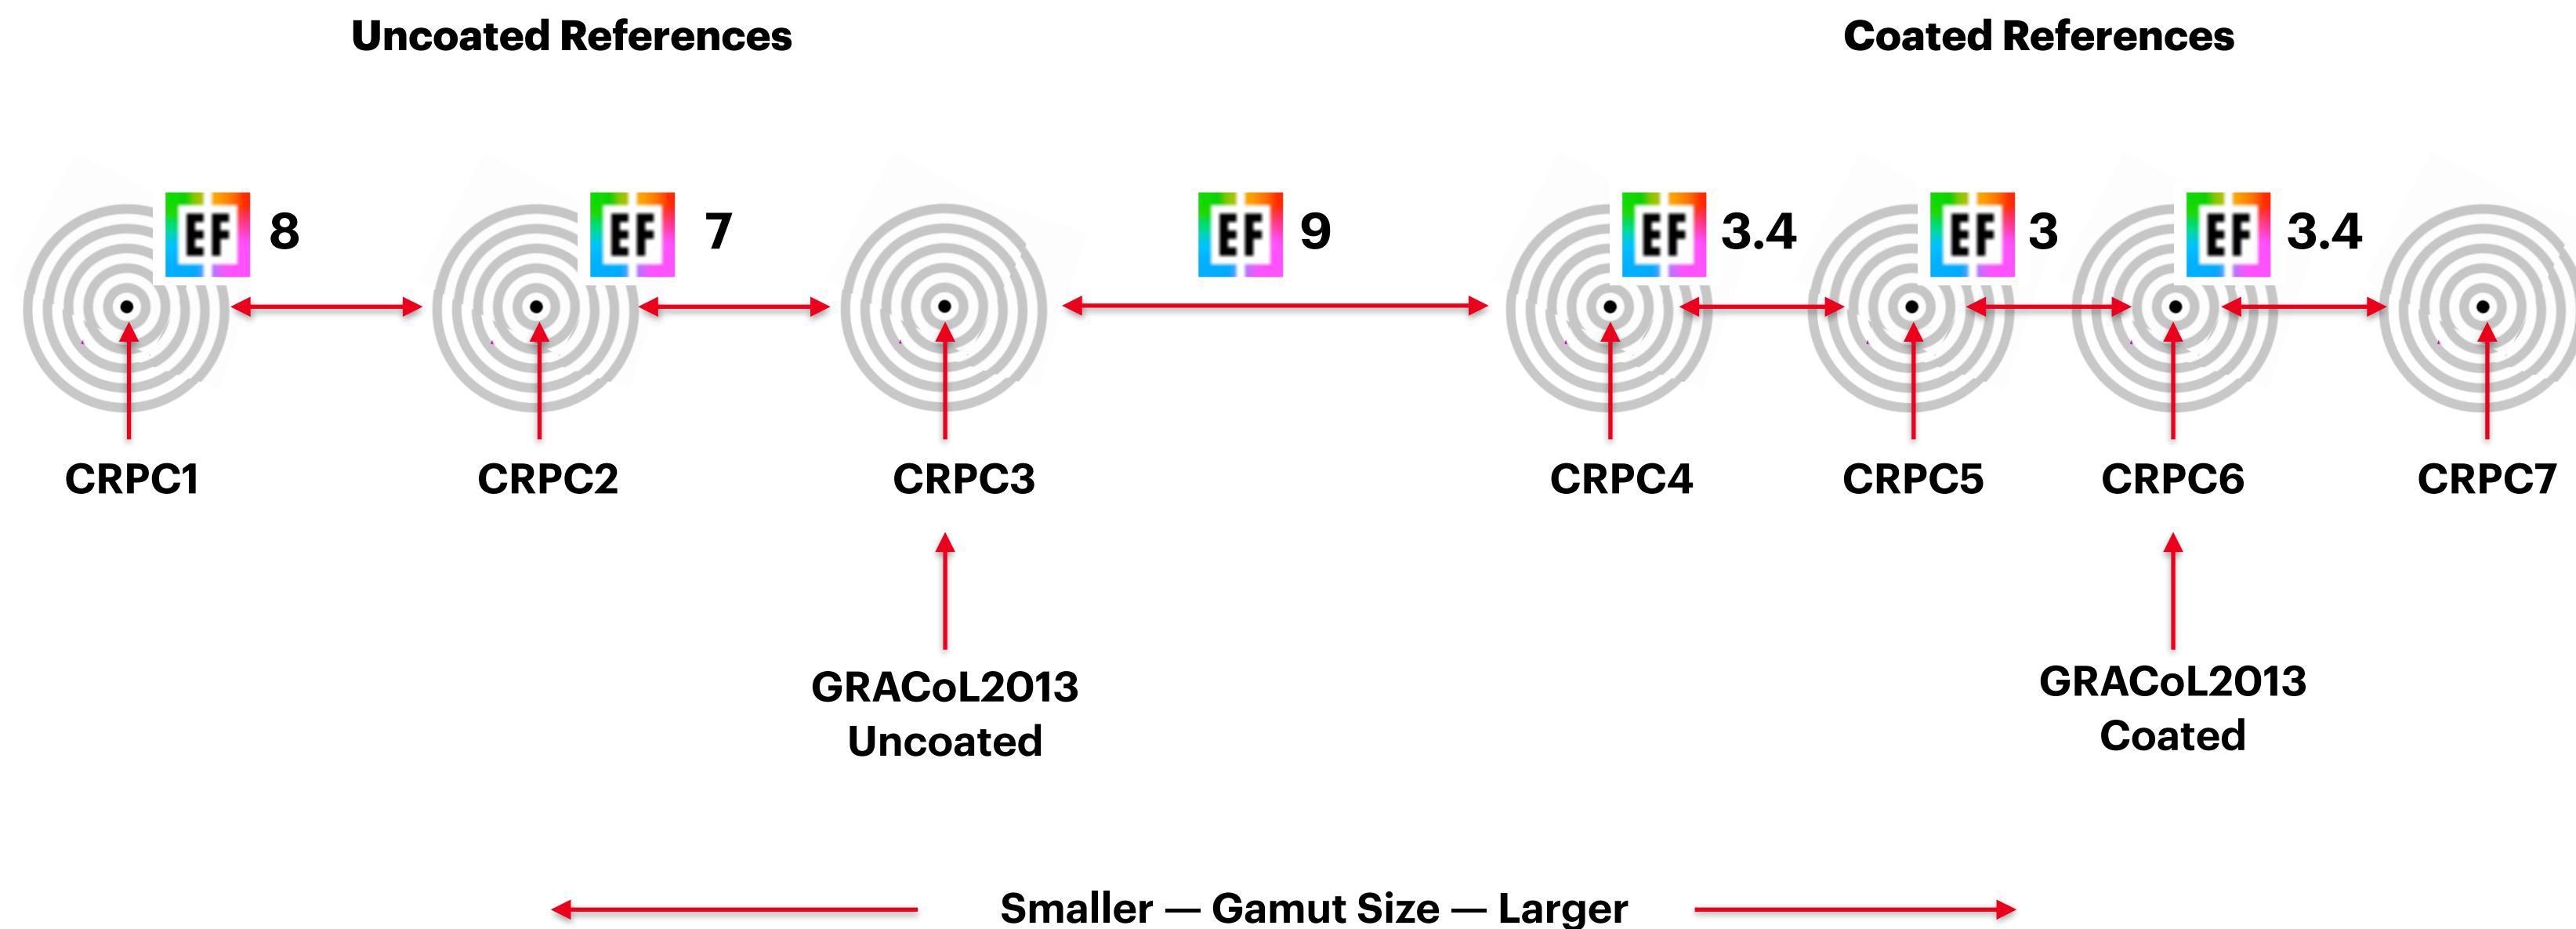 Uncoated References
Coated References
EF 8
EF 7
EF 9
EF 3.4
EF 3
EF 3.4
CRPC1
CRPC2
CRPC3
CRPC4
CRPC5
CRPC6
CRPC7
GRACoL2013
Uncoated
GRACoL2013
Coated
Smaller — Gamut Size — Larger